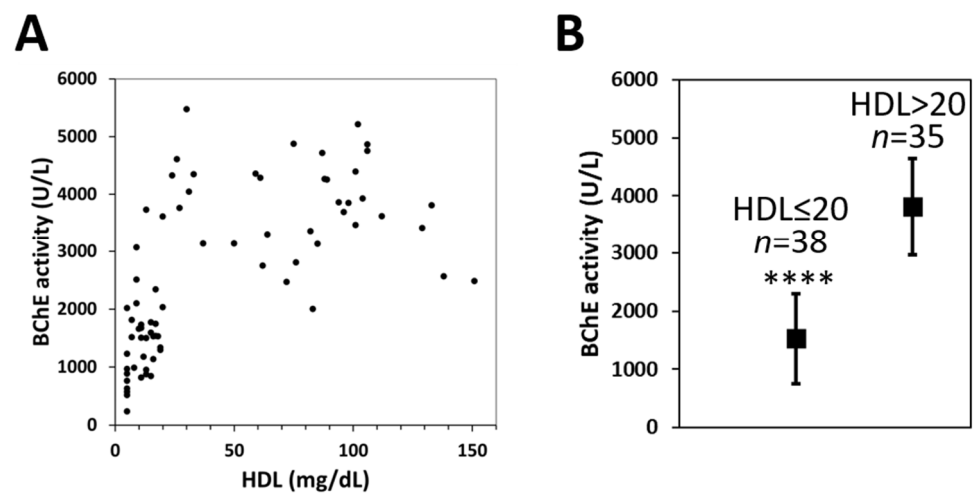 A
6000
5000
4000
3000
2000
1000
0
BChE activity (U/L)
0 50 100 150
HDL (mg/dL)
B
6000
5000
4000
3000
2000
1000
0
BChE activity (U/L)
HDL>20
n=35
HDL≤20
n=38
****